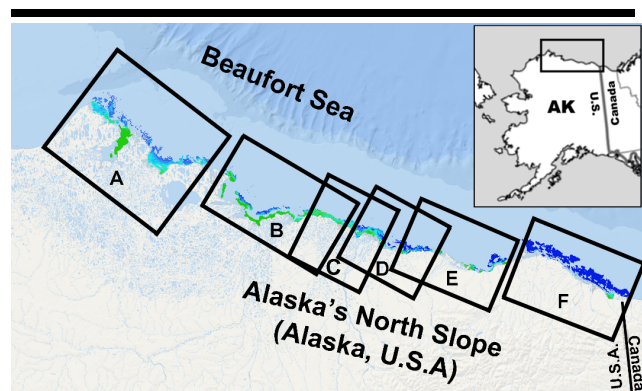 Beaufort Sea
AK
U.S.
Canada
A
B
C
D
E
F
Alaska's North Slope
(Alaska, U.S.A)
U.S.A.
Canada